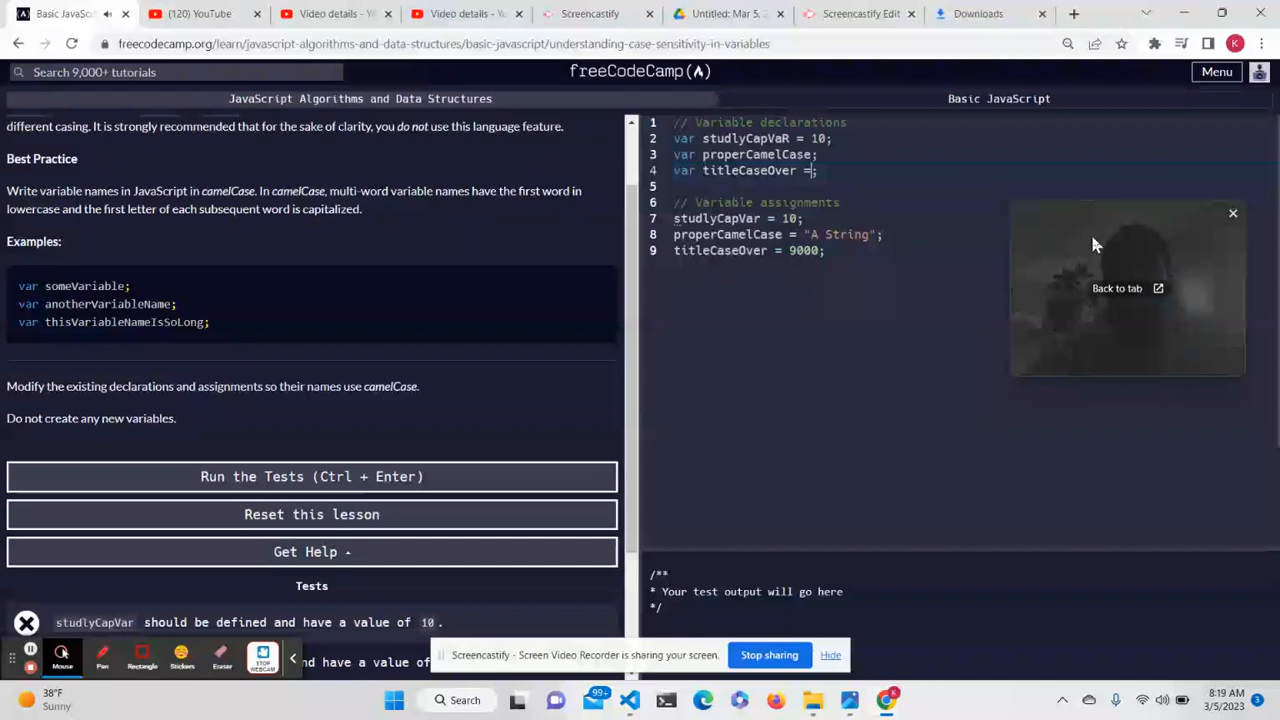 Basic JavaSc
(120) YouTube
Video details - Y
Video details - Y
Screencastify
Untitled: Mar 5, 2
Screencastify Edit
Downloads
freecodecamp.org/learn/javascript-algorithms-and-data-structures/basic-javascript/understanding-case-sensitivity-in-variables
K
Search 9,000+ tutorials
freeCodeCamp
Menu
JavaScript Algorithms and Data Structures
Basic JavaScript
different casing. It is strongly recommended that for the sake of clarity, you do not use this language feature.
Best Practice
Write variable names in JavaScript in camelCase. In camelCase, multi-word variable names have the first word in
lowercase and the first letter of each subsequent word is capitalized.
Examples:
var someVariable;
var anotherVariableName;
var thisVariableNameIsSoLong;
Modify the existing declarations and assignments so their names use camelCase.
Do not create any new variables.
Run the Tests (Ctrl + Enter)
Reset this lesson
Get Help
Tests
studlyCapVar should be defined and have a value of 10.
nd have a value of
1 // Variable declarations
2 var studlyCapVaR = 10;
3 var properCamelCase;
4 var titleCaseOver =;
5
6 // Variable assignments
7 studlyCapVar = 10;
8 properCamelCase = "A String";
9 titleCaseOver = 9000;
Back to tab
/**
* Your test output will go here
*/
Mouse
Pen
Rectangle
Stickers
Eraser
STOP WEBCAM
Screencastify - Screen Video Recorder is sharing your screen.
Stop sharing
Hide
38°F
Sunny
Search
99+
K
8:19 AM
3/5/2023
3